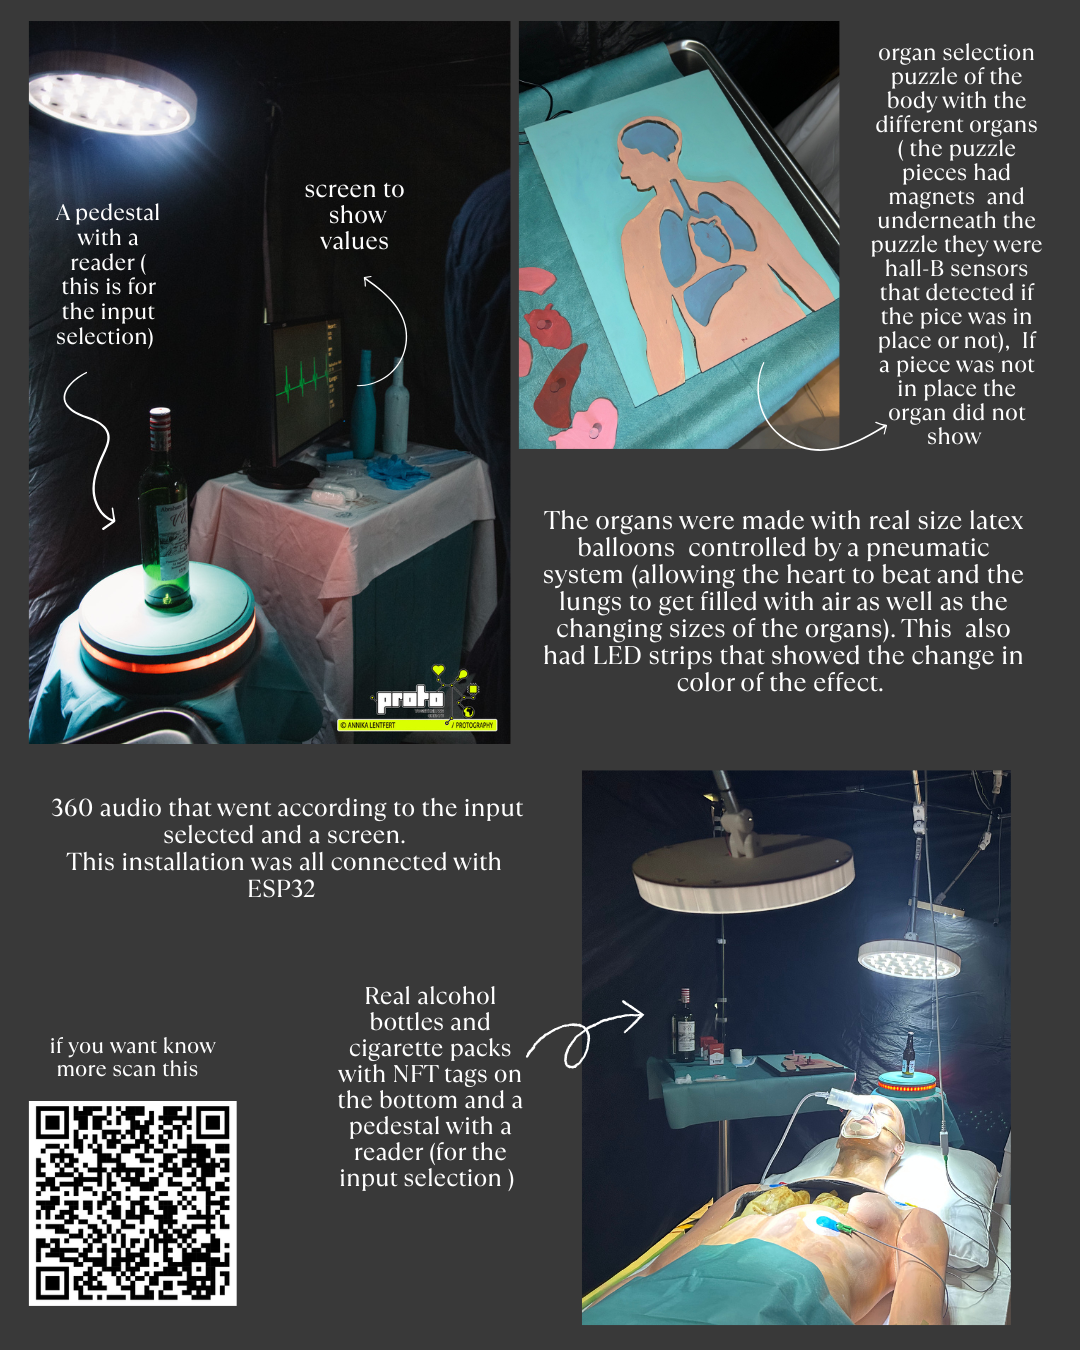 A pedestal
with a
reader (
this is for
the input
selection)
screen to
show
values
organ selection
puzzle of the
body with the
different organs
( the puzzle
pieces had
magnets and
underneath the
puzzle they were
hall-B sensors
that detected if
the pice was in
place or not), If
a piece was not
in place the
organ did not
show
proto
© ANNIKA LENTFERT / PROTOGRAPHY
The organs were made with real size latex
balloons controlled by a pneumatic
system (allowing the heart to beat and the
lungs to get filled with air as well as the
changing sizes of the organs). This also
had LED strips that showed the change in
color of the effect.
360 audio that went according to the input
selected and a screen.
This installation was all connected with
ESP32
Real alcohol
bottles and
cigarette packs
with NFT tags on
the bottom and a
pedestal with a
reader (for the
input selection )
if you want know
more scan this